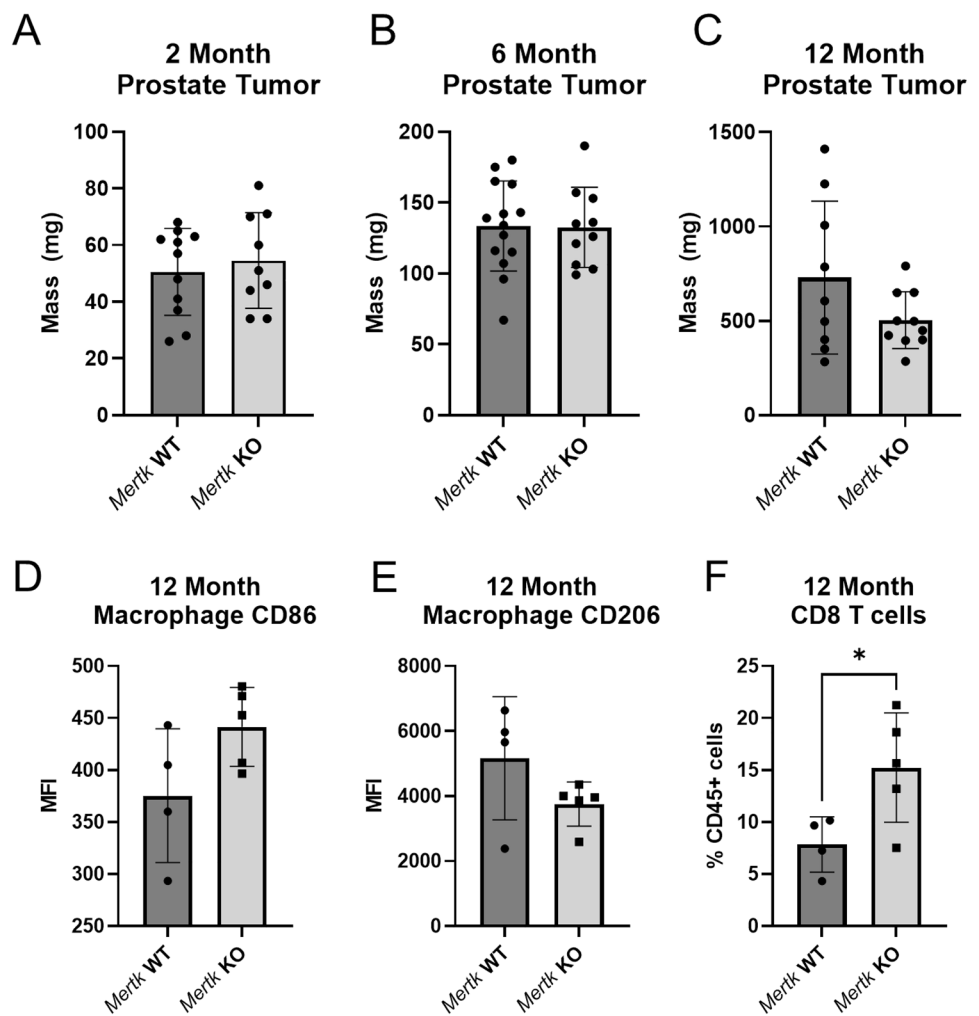 A
2 Month
Prostate Tumor
Mass (mg)
100
80
60
40
20
0
Mertk WT
Mertk KO
B
6 Month
Prostate Tumor
Mass (mg)
200
150
100
50
0
Mertk WT
Mertk KO
C
12 Month
Prostate Tumor
Mass (mg)
1500
1000
500
0
Mertk WT
Mertk KO
D
12 Month
Macrophage CD86
MFI
500
450
400
350
300
250
Mertk WT
Mertk KO
E
12 Month
Macrophage CD206
MFI
8000
6000
4000
2000
0
Mertk WT
Mertk KO
F
12 Month
CD8 T cells
% CD45+ cells
25
20
15
10
5
0
*
Mertk WT
Mertk KO